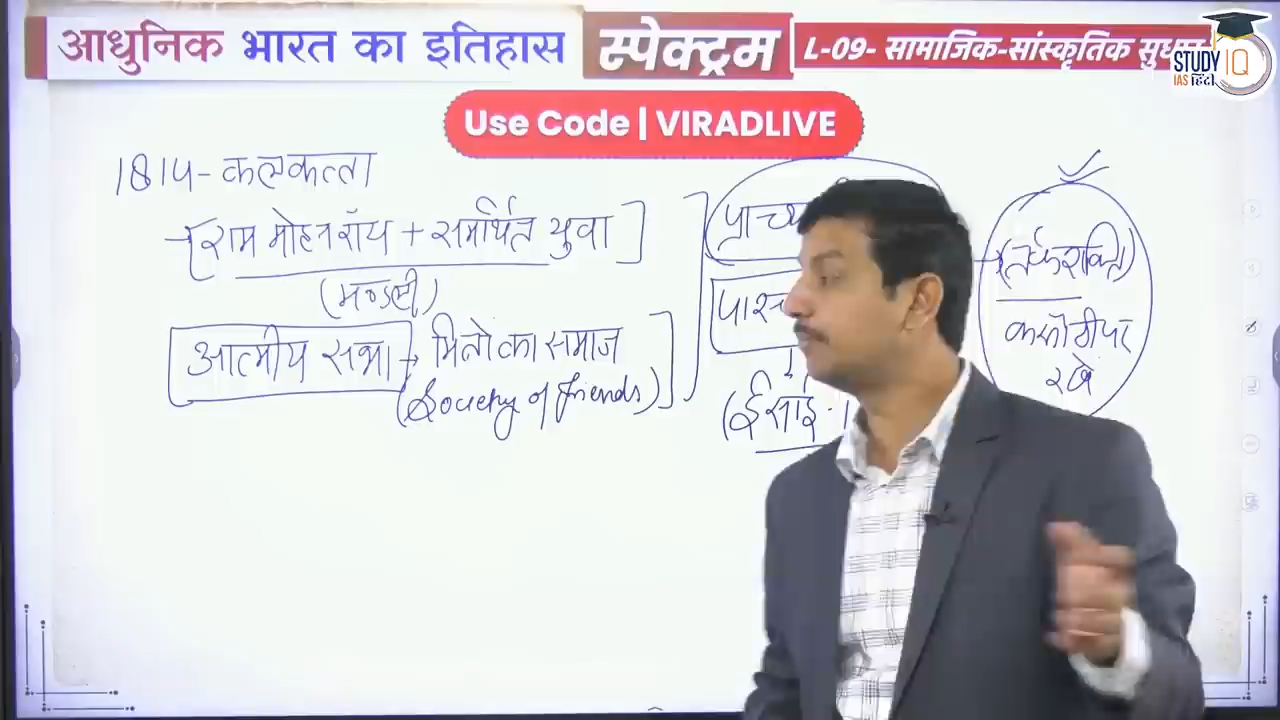 आधुनिक भारत का इतिहास
स्पेक्ट्रम
L-09- सामाजिक-सांस्कृतिक
STUDY IQ
IAS हिंदी
Use Code | VIRADLIVE
1814 - कलकत्ता
राम मोहन रॉय + समर्थित युवा
(मण्डली)
आत्मीय सभा → मित्रों का समाज
(Society of friends)
प्राच्य
(ईसाई
(तर्कशक्ति)
कसौटी पर
रखे